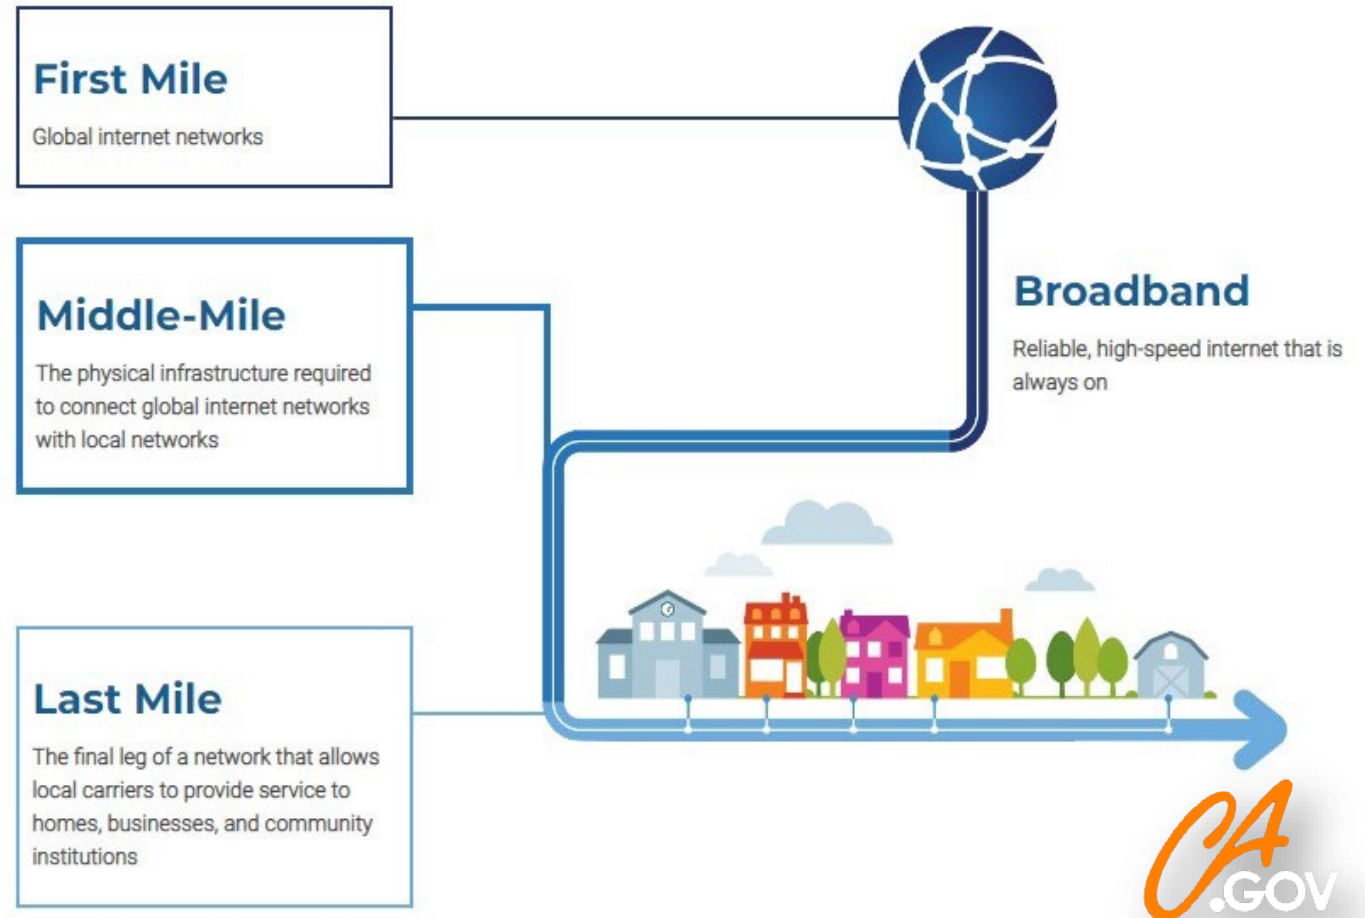 First Mile
Global internet networks
Middle-Mile
The physical infrastructure required
to connect global internet networks
with local networks
Broadband
Reliable, high-speed internet that is
always on
Last Mile
The final leg of a network that allows
local carriers to provide service to
homes, businesses, and community
institutions
CA
.GOV